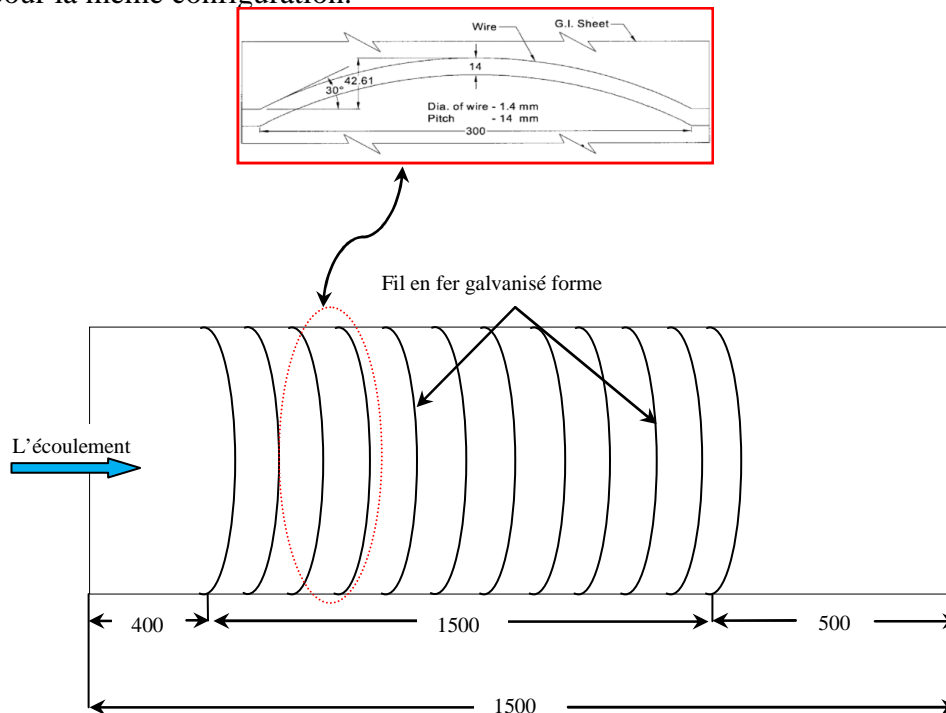 pour la même configuration.
Wire
G.I. Sheet
14
42.61
30°
Dia. of wire - 1.4 mm
Pitch - 14 mm
300
Fil en fer galvanisé forme
L'écoulement
400
1500
500
1500